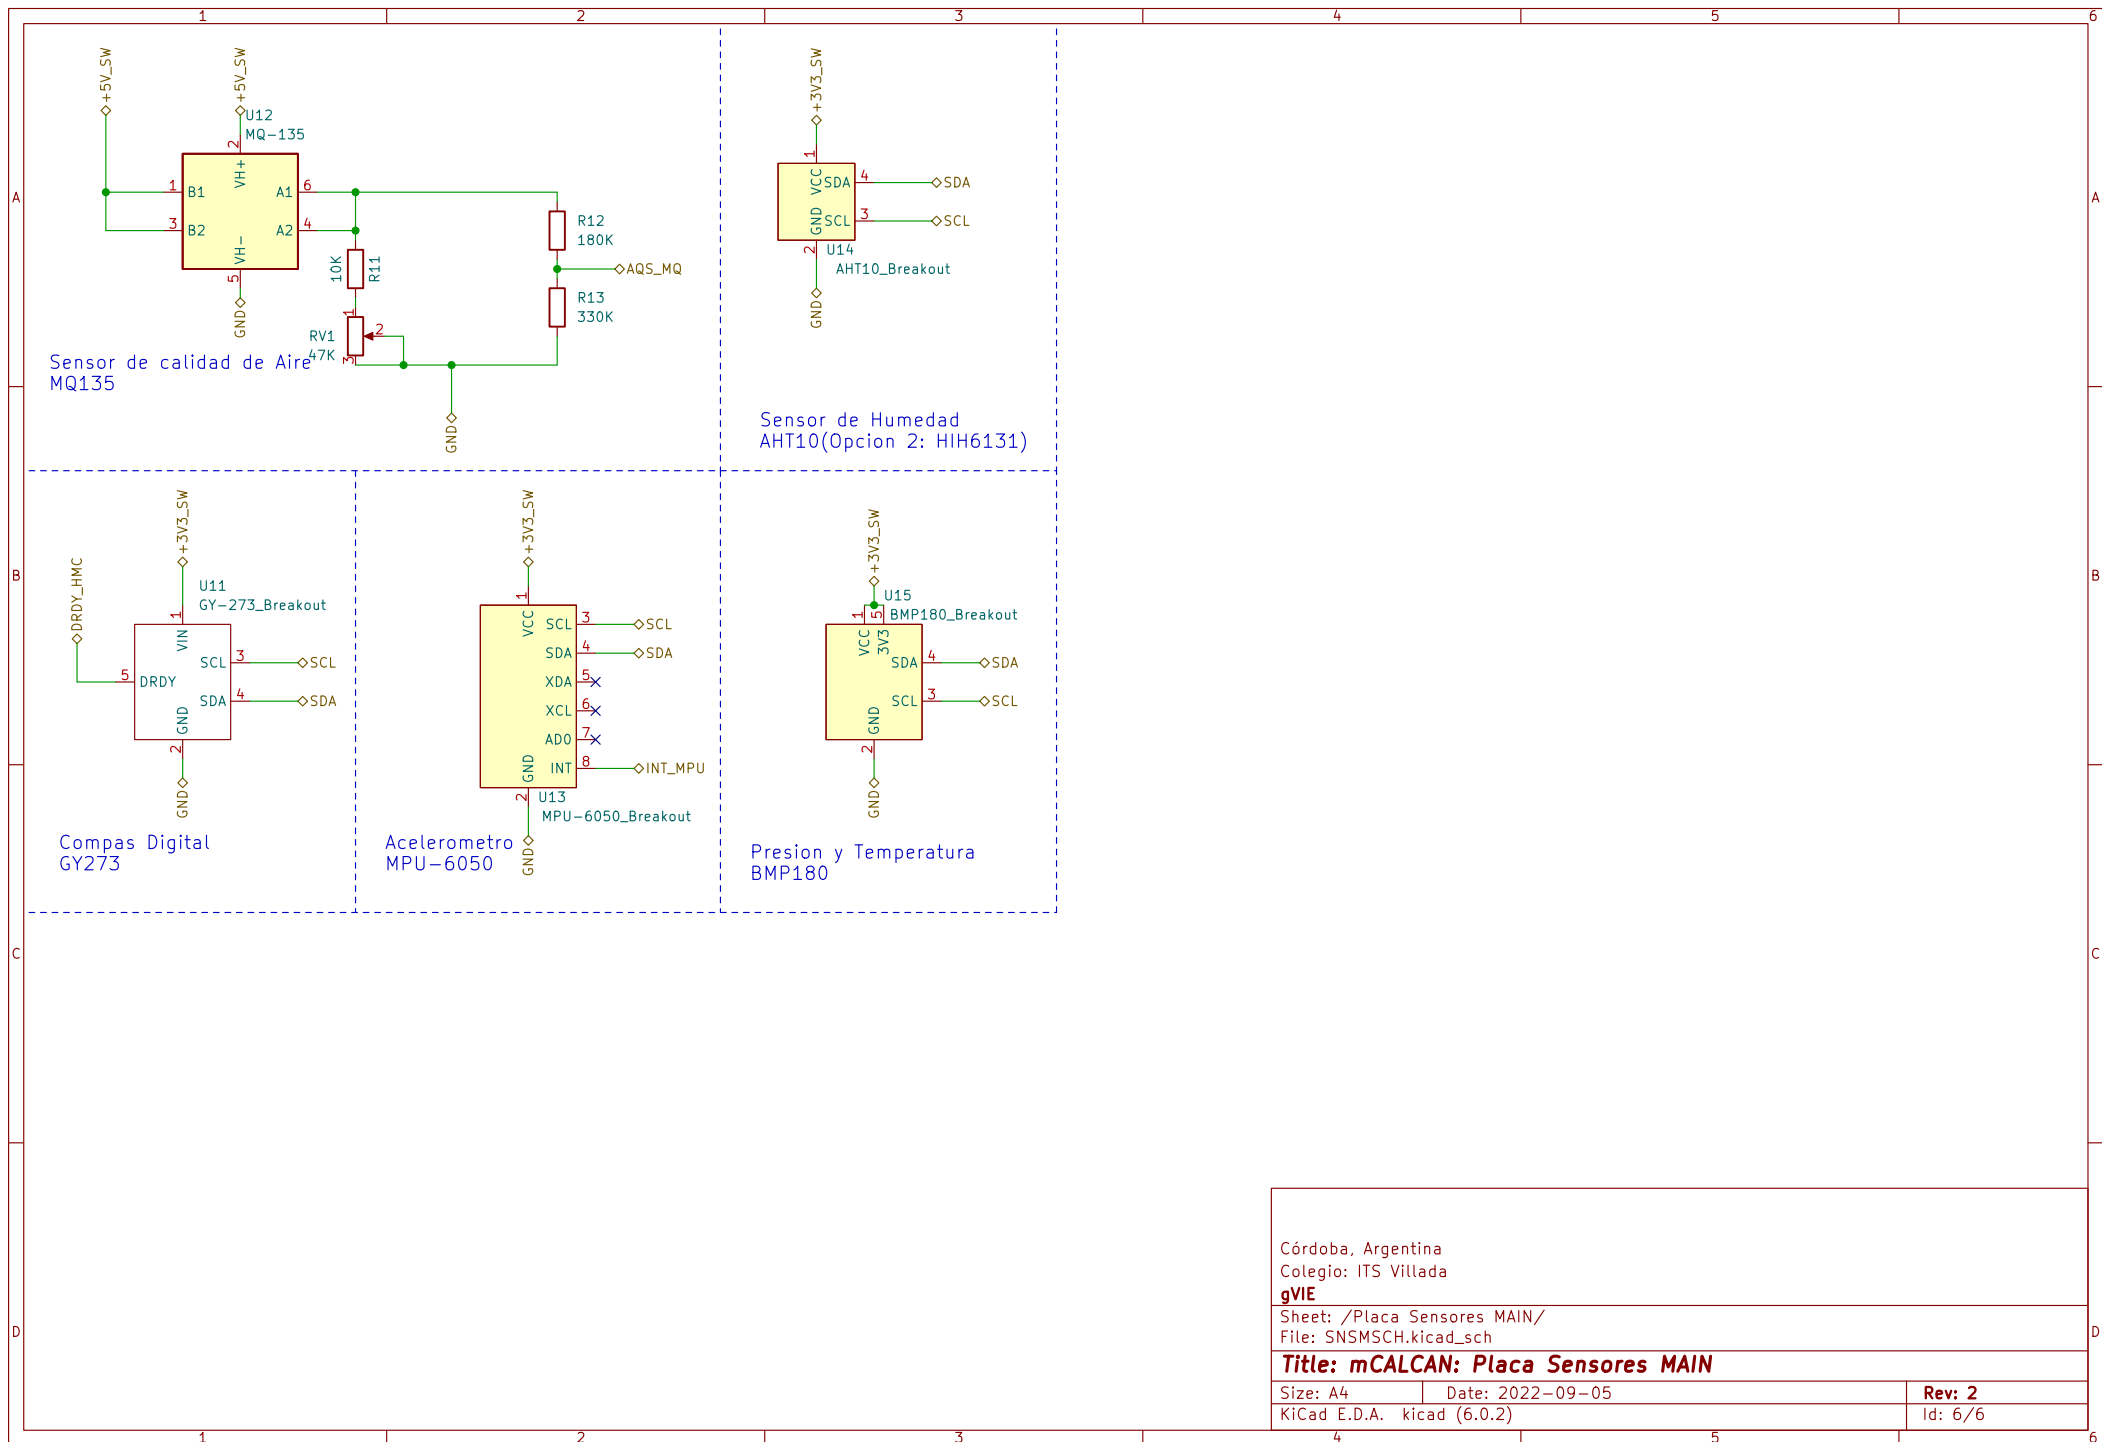 1 2 3 4 5 6
A
B
C
D
A
B
C
D
1 2 3 4 5 6
+5V_SW
+5V_SW
U12
MQ-135
2
VH+
1 B1
A1 6
3 B2
A2 4
VH-
5
GND
10K
R11
R12
180K
AQS_MQ
R13
330K
RV1
47K
1
2
3
GND
Sensor de calidad de Aire
MQ135
+3V3_SW
1
VCC
SDA 4
SDA
GND
SCL 3
SCL
2
U14
AHT10_Breakout
GND
Sensor de Humedad
AHT10(Opcion 2: HIH6131)
+3V3_SW
DRDY_HMC
U11
GY-273_Breakout
1
VIN
SCL 3
SCL
5 DRDY
SDA 4
SDA
GND
2
GND
Compas Digital
GY273
+3V3_SW
1
VCC
SCL 3
SCL
SDA 4
SDA
XDA 5
XCL 6
AD0 7
INT 8
INT_MPU
GND
2
U13
MPU-6050_Breakout
GND
Acelerometro
MPU-6050
+3V3_SW
U15
BMP180_Breakout
1
5
VCC
3V3
SDA 4
SDA
SCL 3
SCL
GND
2
GND
Presion y Temperatura
BMP180
Córdoba, Argentina
Colegio: ITS Villada
gVIE
Sheet: /Placa Sensores MAIN/
File: SNSMSCH.kicad_sch
Title: mCALCAN: Placa Sensores MAIN
Size: A4 Date: 2022-09-05 Rev: 2
KiCad E.D.A. kicad (6.0.2) Id: 6/6